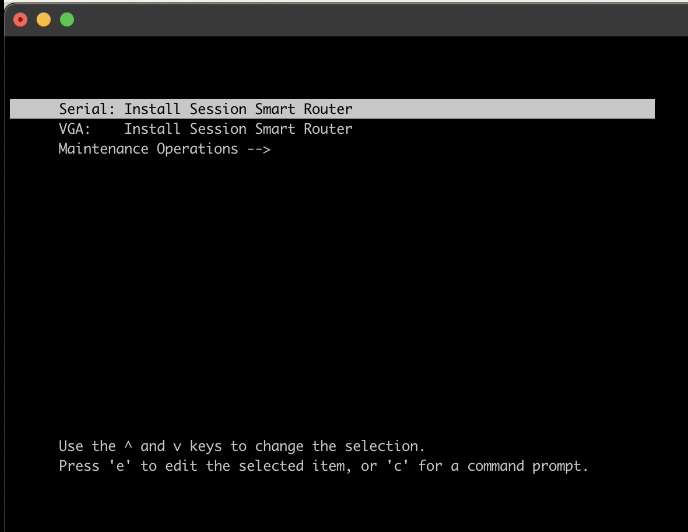 Serial: Install Session Smart Router
VGA:    Install Session Smart Router
Maintenance Operations -->
Use the ^ and v keys to change the selection.
Press 'e' to edit the selected item, or 'c' for a command prompt.